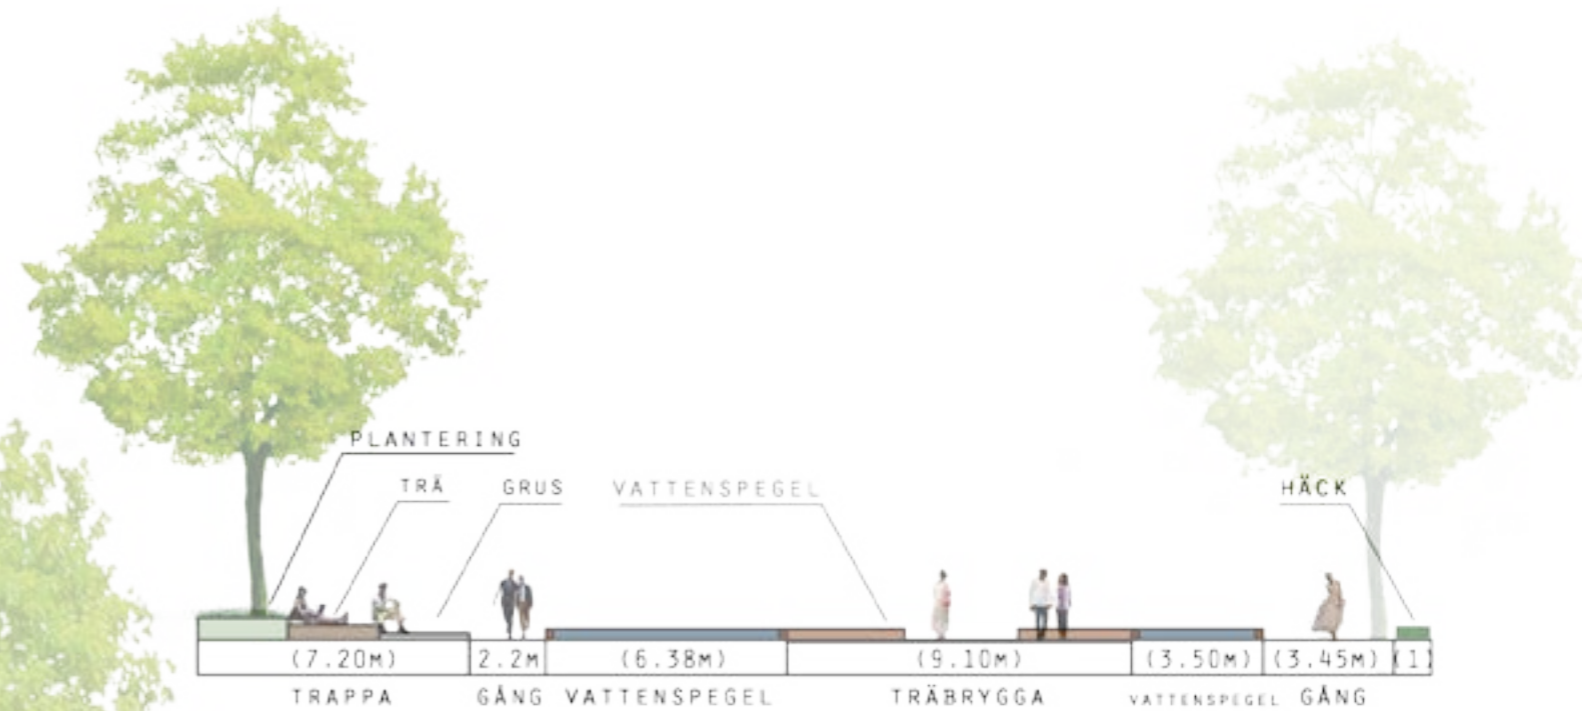 PLANTERING
TRÄ
GRUS
VATTENSPEGEL
HÄCK
(7.20M)
2.2M
(6.38M)
(9.10M)
(3.50M)
(3.45M)
(1)
TRAPPA
GÅNG
VATTENSPEGEL
TRÄBRYGGA
VATTENSPEGEL
GÅNG